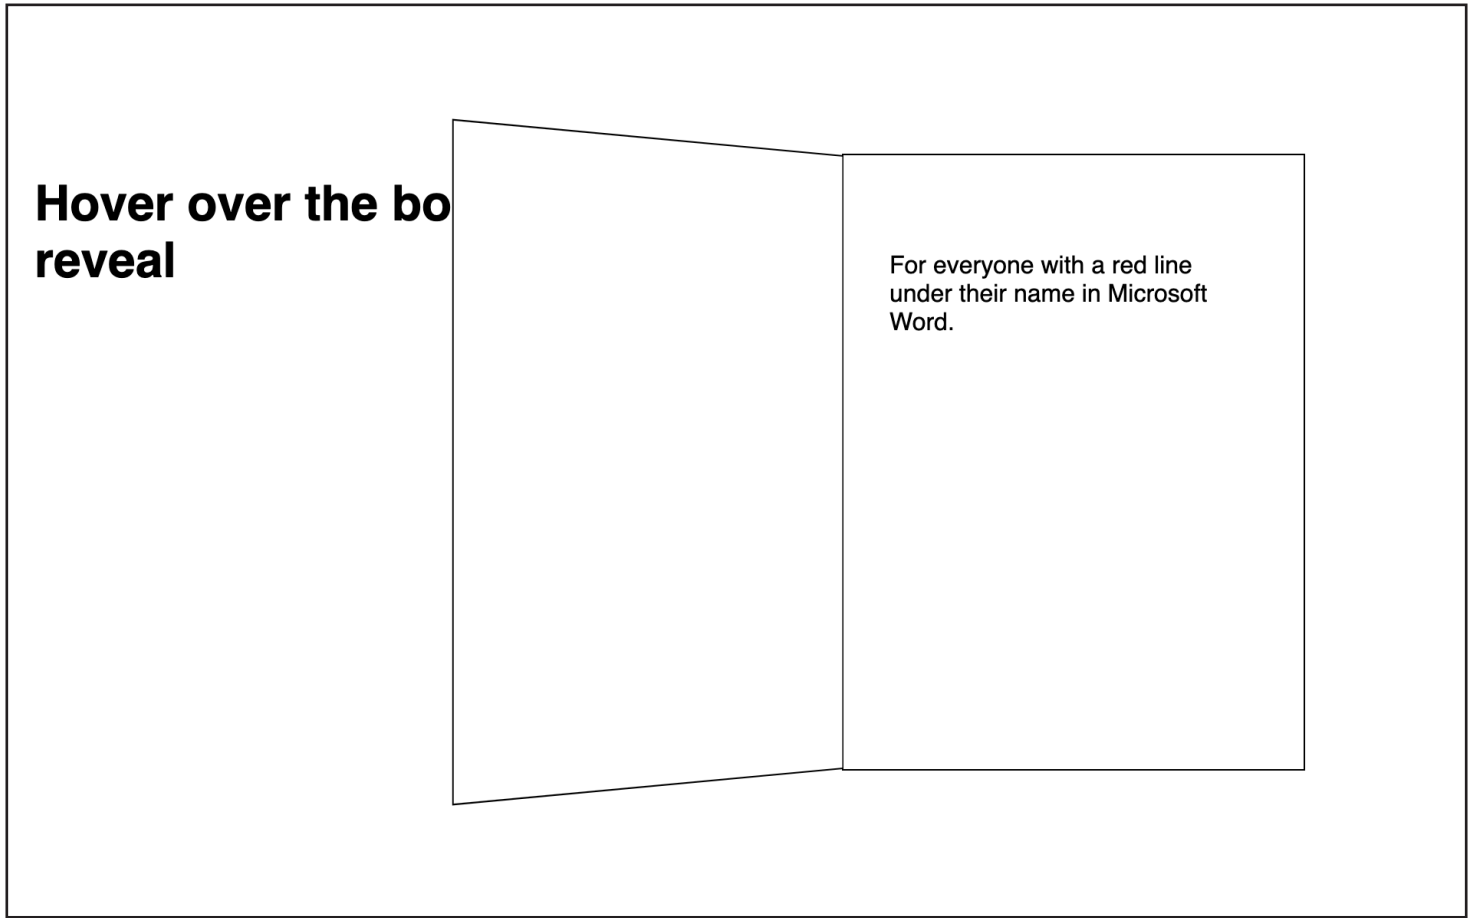 Hover over the bo
reveal
For everyone with a red line
under their name in Microsoft
Word.